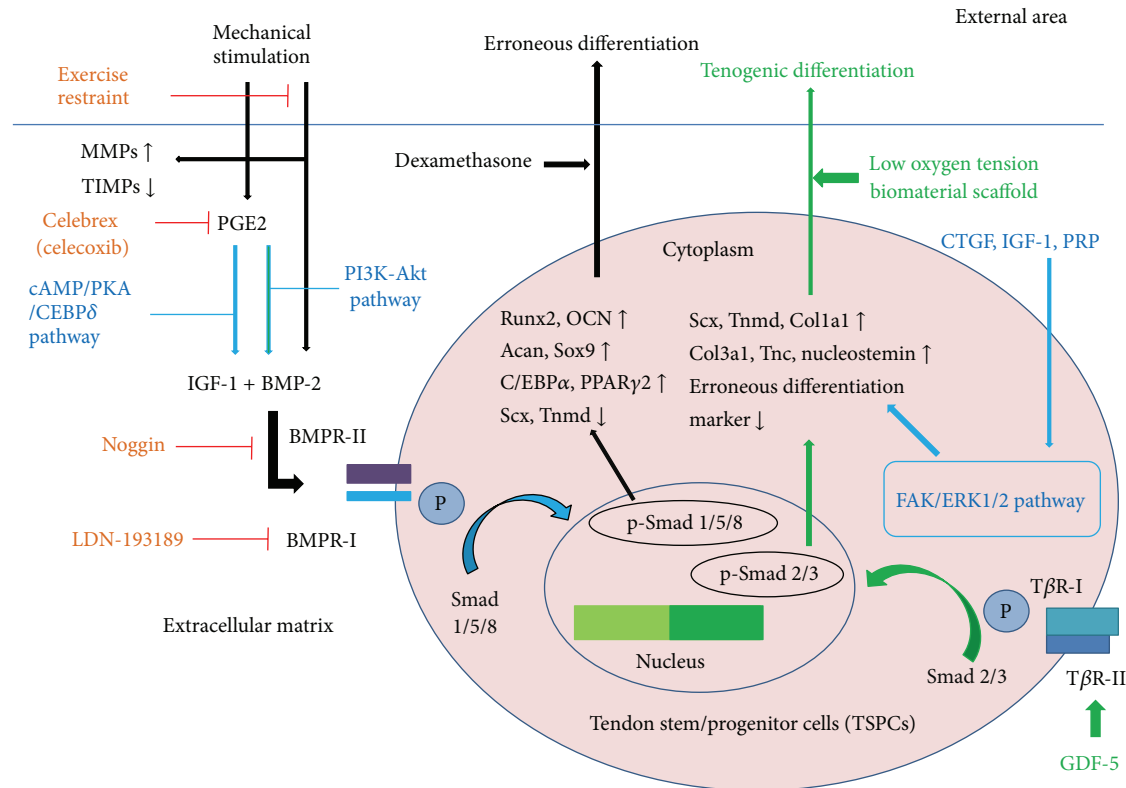 External area
Mechanical
stimulation
Erroneous differentiation
Exercise
restraint
Tenogenic differentiation
MMPs ↑
TIMPs ↓
Dexamethasone
Low oxygen tension
biomaterial scaffold
Celebrex
(celecoxib)
PGE2
Cytoplasm
CTGF, IGF-1, PRP
cAMP/PKA
/CEBPδ
pathway
PI3K-Akt
pathway
Runx2, OCN ↑
Acan, Sox9 ↑
C/EBPα, PPARγ2 ↑
Scx, Tnmd ↓
Scx, Tnmd, Col1a1 ↑
Col3a1, Tnc, nucleostemin ↑
Erroneous differentiation
marker ↓
IGF-1 + BMP-2
Noggin
BMPR-II
P
FAK/ERK1/2 pathway
LDN-193189
BMPR-I
p-Smad 1/5/8
p-Smad 2/3
Smad
1/5/8
Extracellular matrix
Nucleus
P
TβR-I
Smad 2/3
TβR-II
Tendon stem/progenitor cells (TSPCs)
GDF-5